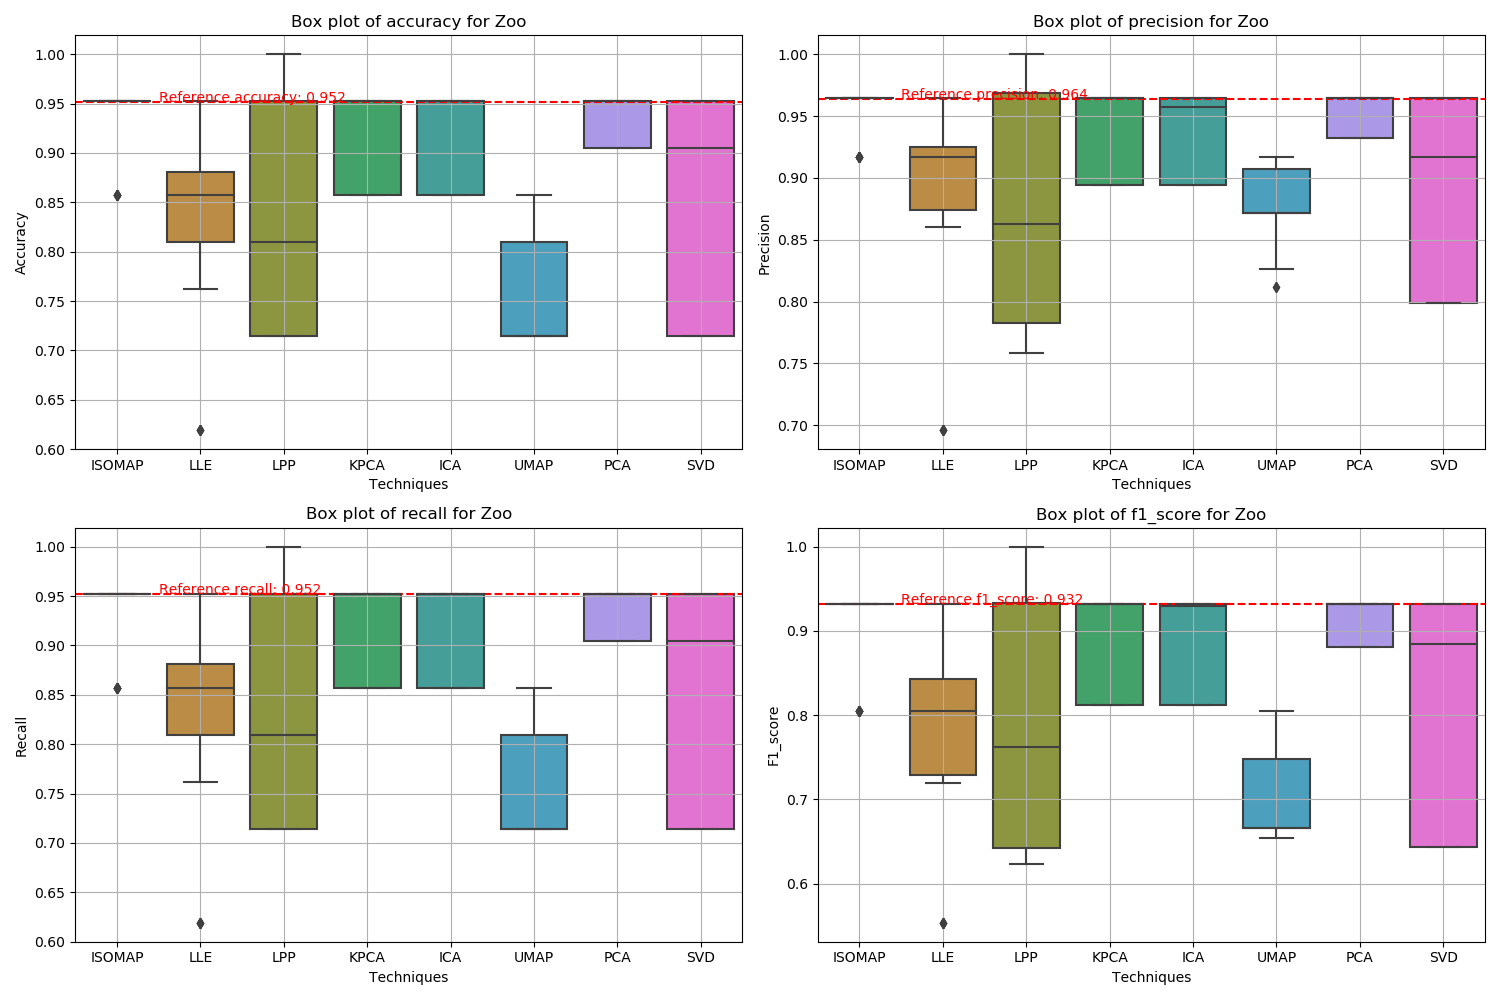 Box plot of accuracy for Zoo
1.00
0.95
0.90
0.85
0.80
0.75
0.70
0.65
0.60
Accuracy
Reference accuracy: 0.952
ISOMAP LLE LPP KPCA ICA UMAP PCA SVD
Techniques
Box plot of precision for Zoo
1.00
0.95
0.90
0.85
0.80
0.75
0.70
Precision
Reference precision: 0.964
ISOMAP LLE LPP KPCA ICA UMAP PCA SVD
Techniques
Box plot of recall for Zoo
1.00
0.95
0.90
0.85
0.80
0.75
0.70
0.65
0.60
Recall
Reference recall: 0.952
ISOMAP LLE LPP KPCA ICA UMAP PCA SVD
Techniques
Box plot of f1_score for Zoo
1.0
0.9
0.8
0.7
0.6
F1_score
Reference f1_score: 0.932
ISOMAP LLE LPP KPCA ICA UMAP PCA SVD
Techniques